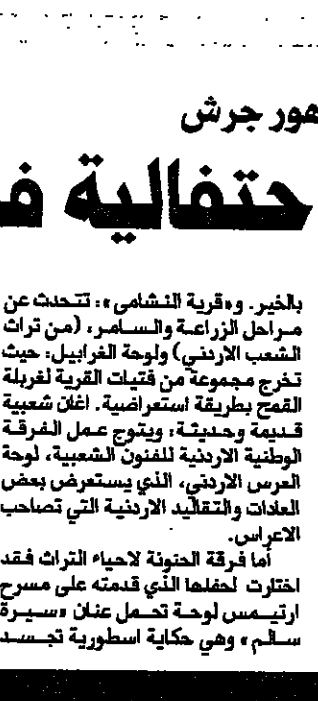 هور جرش
حتفالية ف
بالخير. و«قرية النشامى»: تتحدث عن
مراحل الزراعة والسامر، (من تراث
الشعب الاردني) ولوحة الغرابيل: حيث
تخرج مجموعة من فتيات القرية لغربلة
القمح بطريقة استعراضية. اغان شعبية
قديمة وحديثة، ويتوج عمل الفرقة
الوطنية الاردنية للفنون الشعبية، لوحة
العرس الاردني، الذي يستعرض بعض
العادات والتقاليد الاردنية التي تصاحب
الاعراس.
أما فرقة الحنونة لاحياء التراث فقد
اختارت لحفلها الذي قدمته على مسرح
ارتيمس لوحة تحمل عنان «سيرة
سالم» وهي حكاية اسطورية تجسد